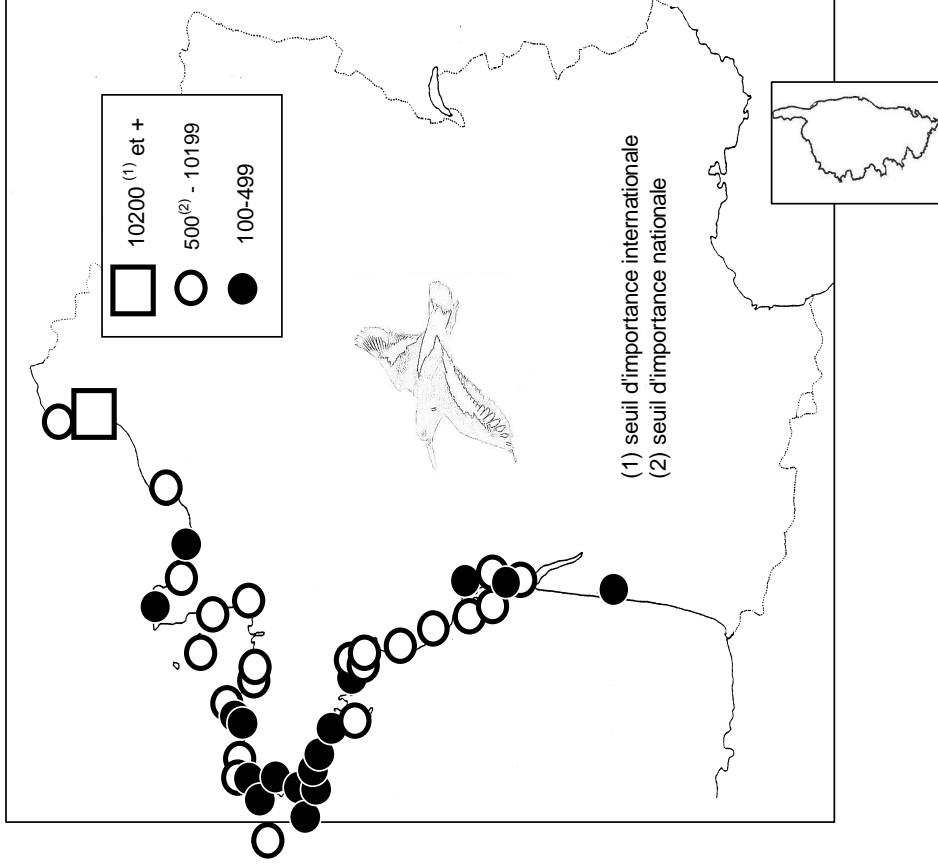 10200 (1) et +
500(2) - 10199
100-499
(1) seuil d'importance internationale
(2) seuil d'importance nationale